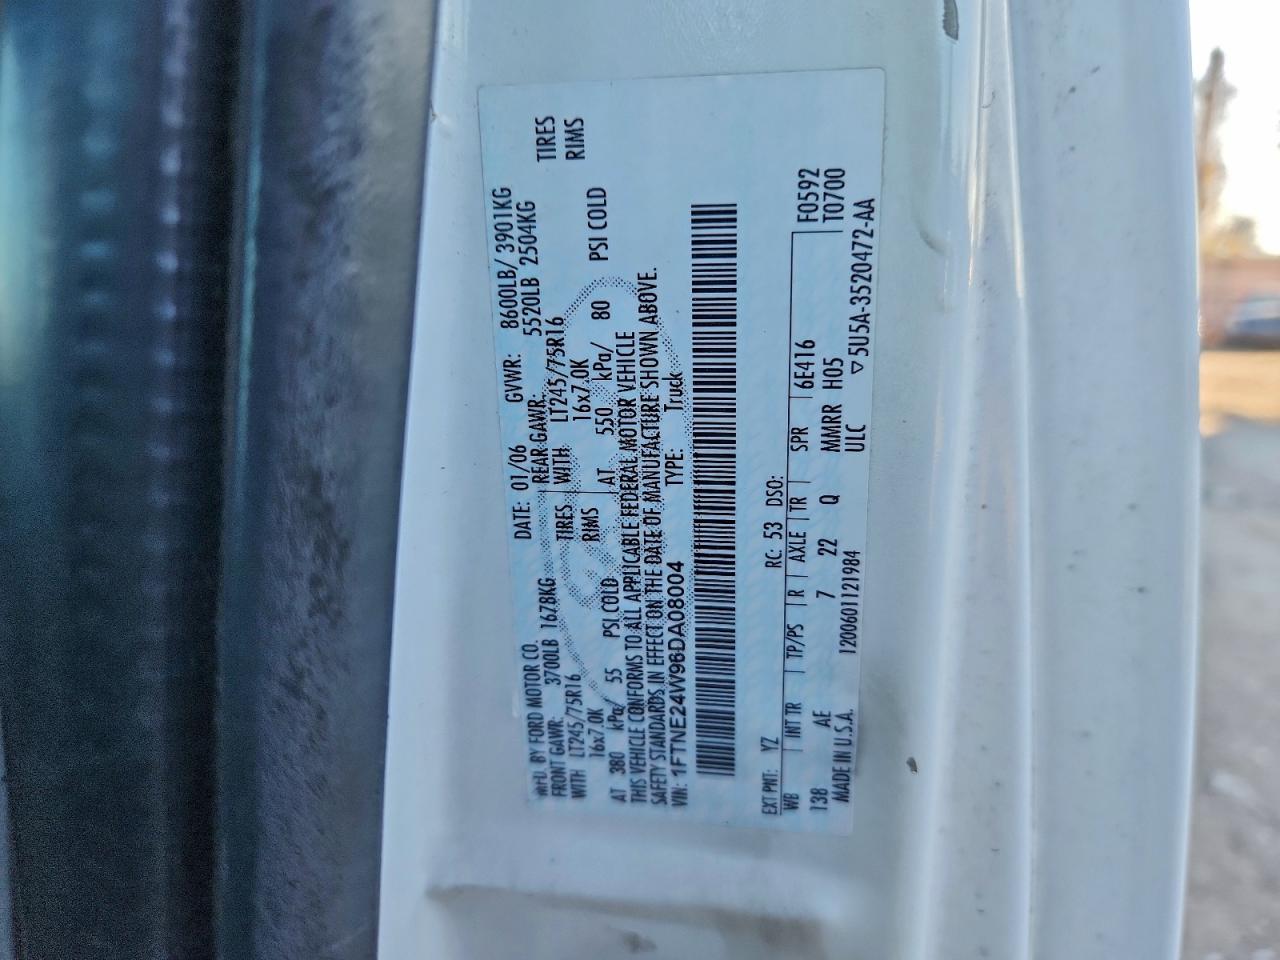 MFD. BY FORD MOTOR CO.
DATE: 01/06 GVWR: 8600LB/ 3901KG
FRONT GAWR: 3700LB 1678KG REAR GAWR: 5520LB 2504KG
WITH LT245/75R16 TIRES WITH LT245/75R16 TIRES
16x7.0K RIMS 16x7.0K RIMS
AT 380 kPa/ 55 PSI COLD AT 550 kPa/ 80 PSI COLD
THIS VEHICLE CONFORMS TO ALL APPLICABLE FEDERAL MOTOR VEHICLE
SAFETY STANDARDS IN EFFECT ON THE DATE OF MANUFACTURE SHOWN ABOVE.
VIN: 1FTNE24W96DA08004 TYPE: Truck
EXT PNT: YZ RC: 53 DSO:
WB INT TR TP/PS R AXLE TR SPR 6E416 F0592
138 AE 7 22 Q MMRR H05 T0700
MADE IN U.S.A. 1200601121984 ULC ▽5U5A-3520472-AA